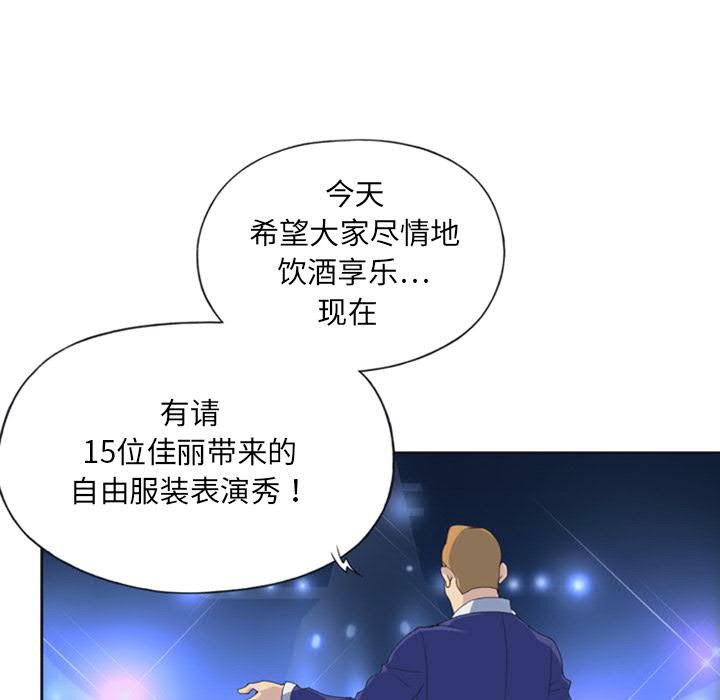 今天
希望大家尽情地
饮酒享乐...
现在
有请
15位佳丽带来的
自由服装表演秀！